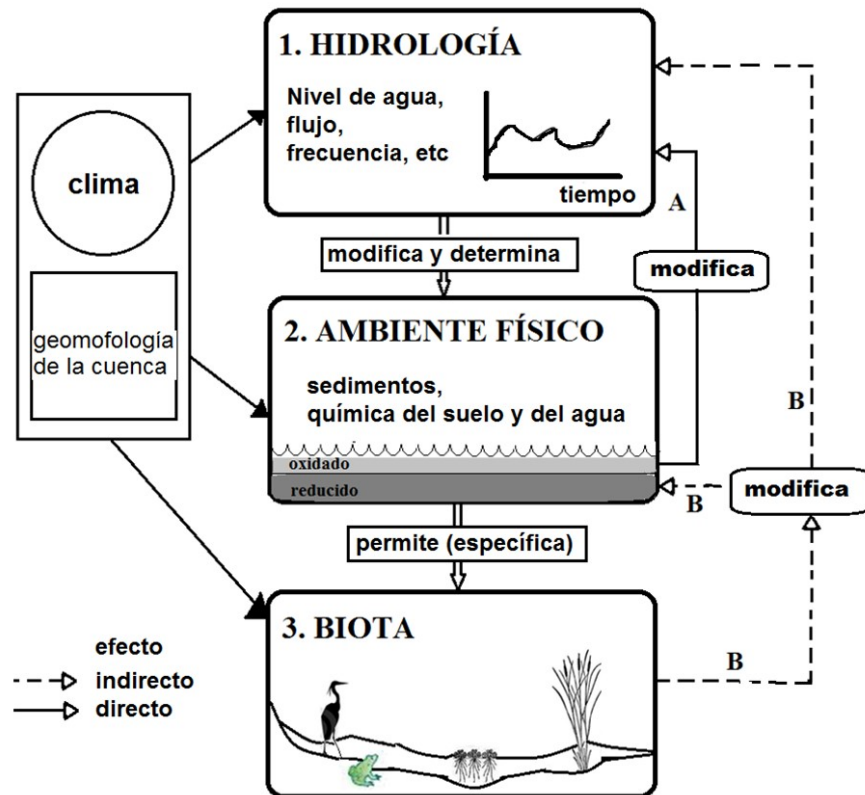 1. HIDROLOGÍA
Nivel de agua,
flujo,
frecuencia, etc
tiempo
clima
geomofología
de la cuenca
modifica y determina
A
modifica
2. AMBIENTE FÍSICO
sedimentos,
química del suelo y del agua
oxidado
reducido
B
B
modifica
permite (específica)
3. BIOTA
B
efecto
indirecto
directo